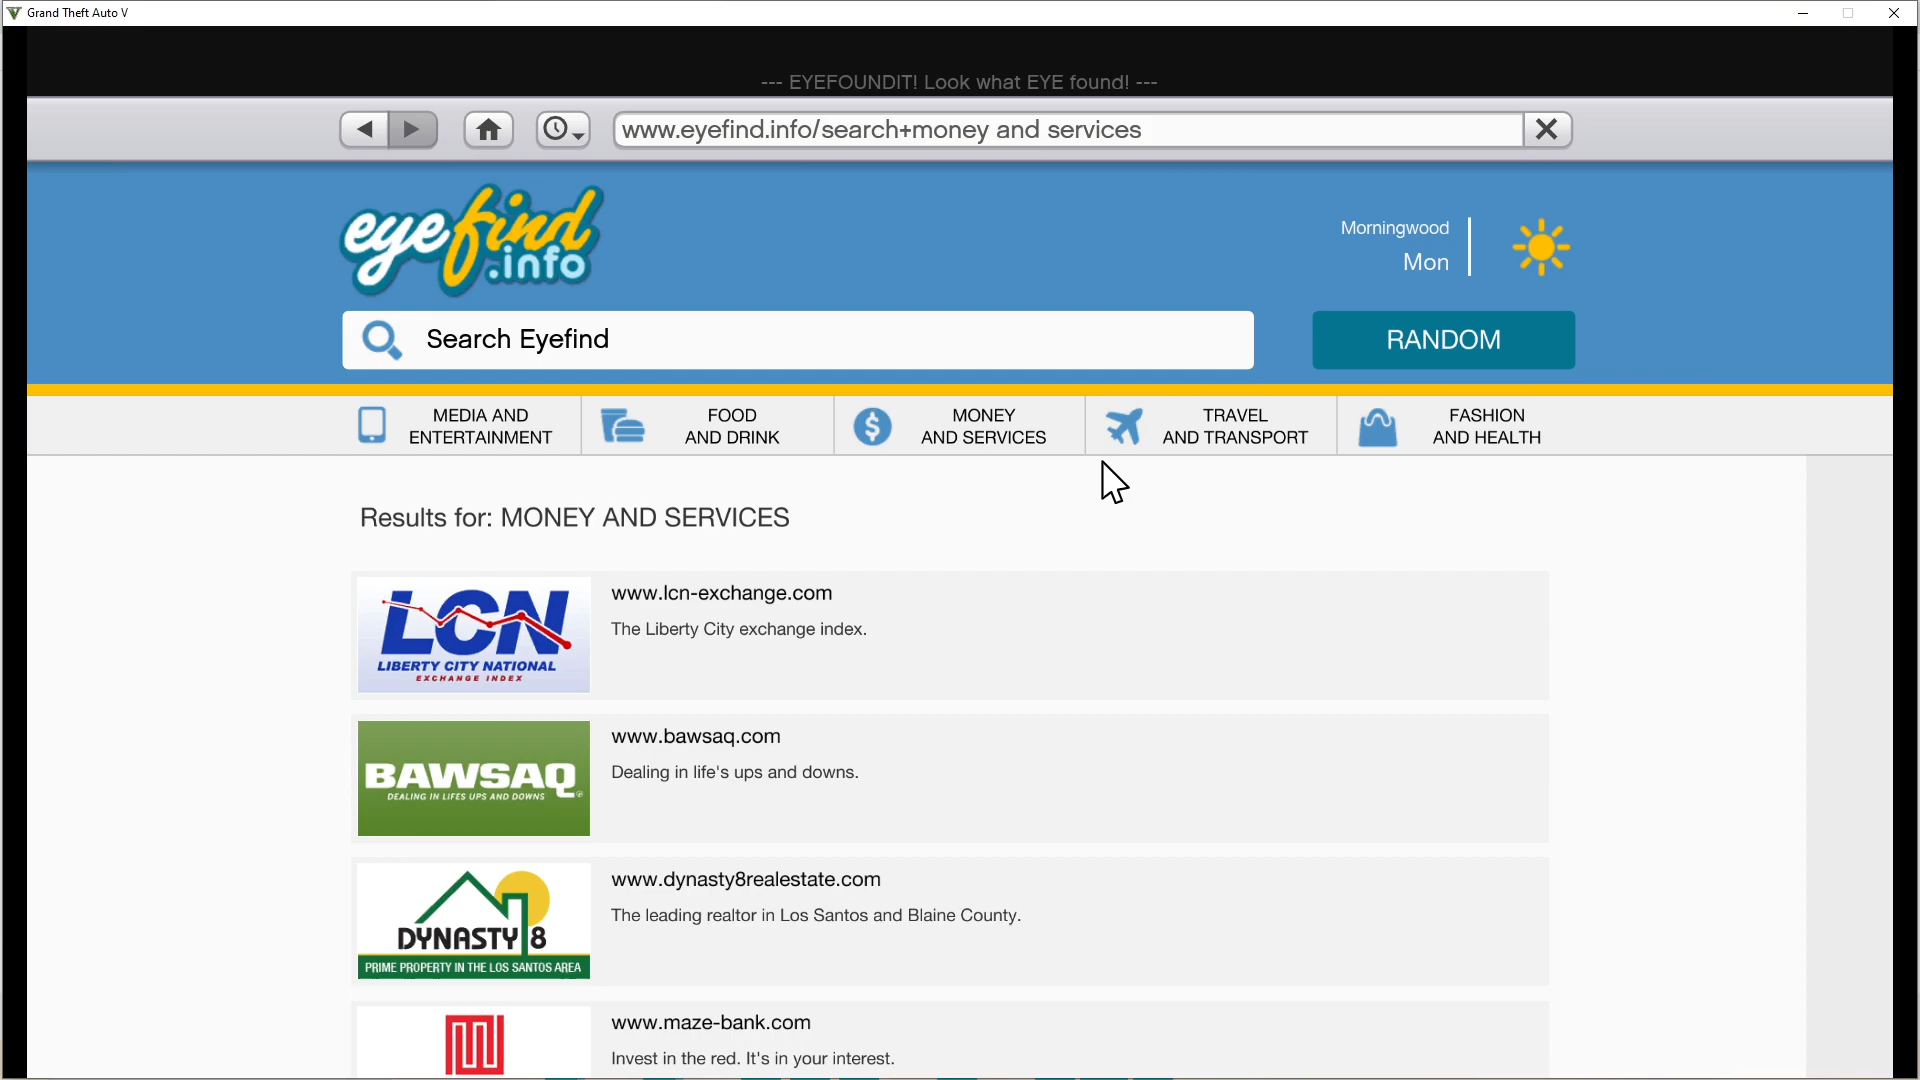 Grand Theft Auto V
--- EYEFOUNDIT! Look what EYE found! ---
www.eyefind.info/search+money and services
eyefind
.info
Morningwood
Mon
Search Eyefind
RANDOM
MEDIA AND
ENTERTAINMENT
FOOD
AND DRINK
MONEY
AND SERVICES
TRAVEL
AND TRANSPORT
FASHION
AND HEALTH
Results for: MONEY AND SERVICES
LCN
LIBERTY CITY NATIONAL
EXCHANGE INDEX
www.lcn-exchange.com
The Liberty City exchange index.
BAWSAQ
DEALING IN LIFES UPS AND DOWNS
www.bawsaq.com
Dealing in life's ups and downs.
DYNASTY 8
PRIME PROPERTY IN THE LOS SANTOS AREA
www.dynasty8realestate.com
The leading realtor in Los Santos and Blaine County.
www.maze-bank.com
Invest in the red. It's in your interest.